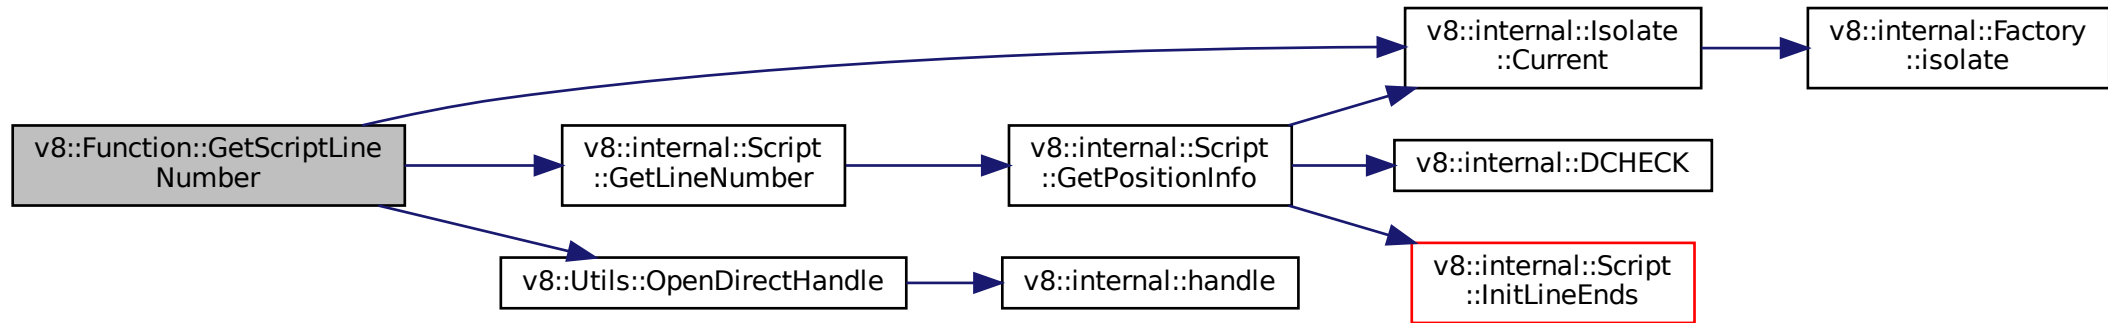 v8::Function::GetScriptLine
Number
v8::internal::Isolate
::Current
v8::internal::Factory
::isolate
v8::internal::Script
::GetLineNumber
v8::internal::Script
::GetPositionInfo
v8::internal::DCHECK
v8::internal::Script
::InitLineEnds
v8::Utils::OpenDirectHandle
v8::internal::handle